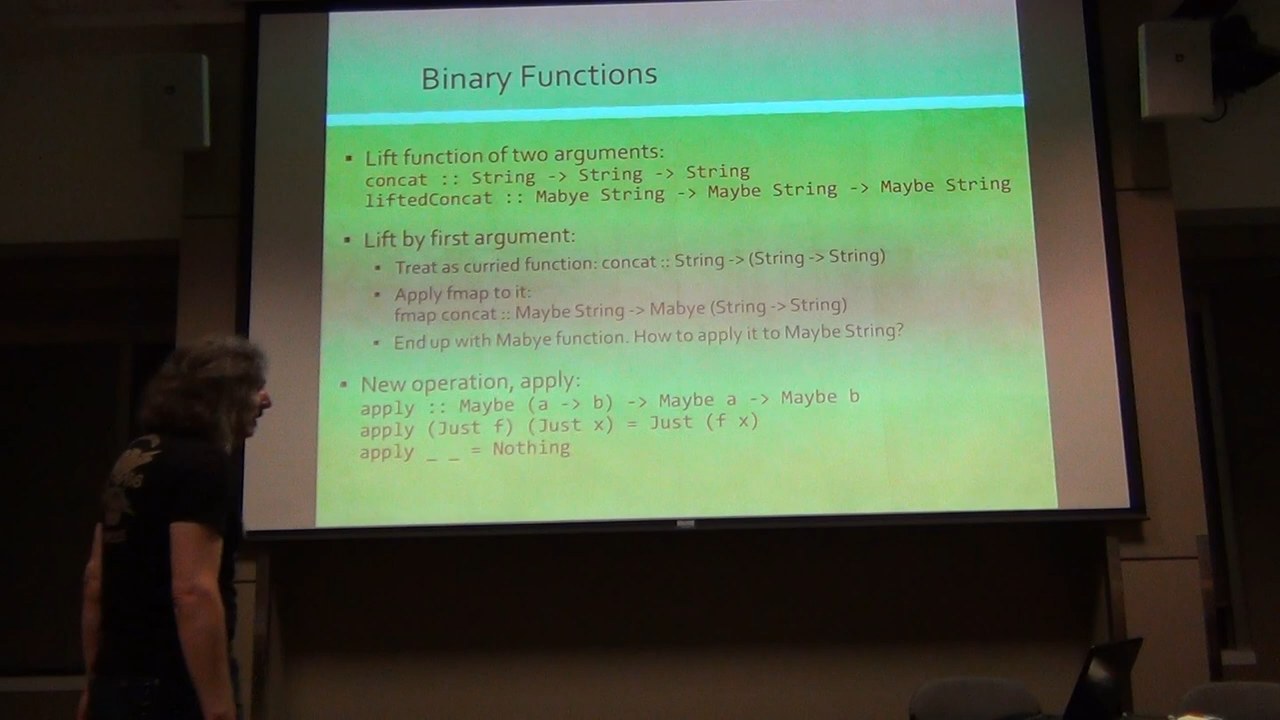 Binary Functions
▪ Lift function of two arguments:
concat :: String -> String -> String
liftedConcat :: Mabye String -> Maybe String -> Maybe String
▪ Lift by first argument:
▪ Treat as curried function: concat :: String -> (String -> String)
▪ Apply fmap to it:
fmap concat :: Maybe String -> Mabye (String -> String)
▪ End up with Mabye function. How to apply it to Maybe String?
▪ New operation, apply:
apply :: Maybe (a -> b) -> Maybe a -> Maybe b
apply (Just f) (Just x) = Just (f x)
apply _ _ = Nothing